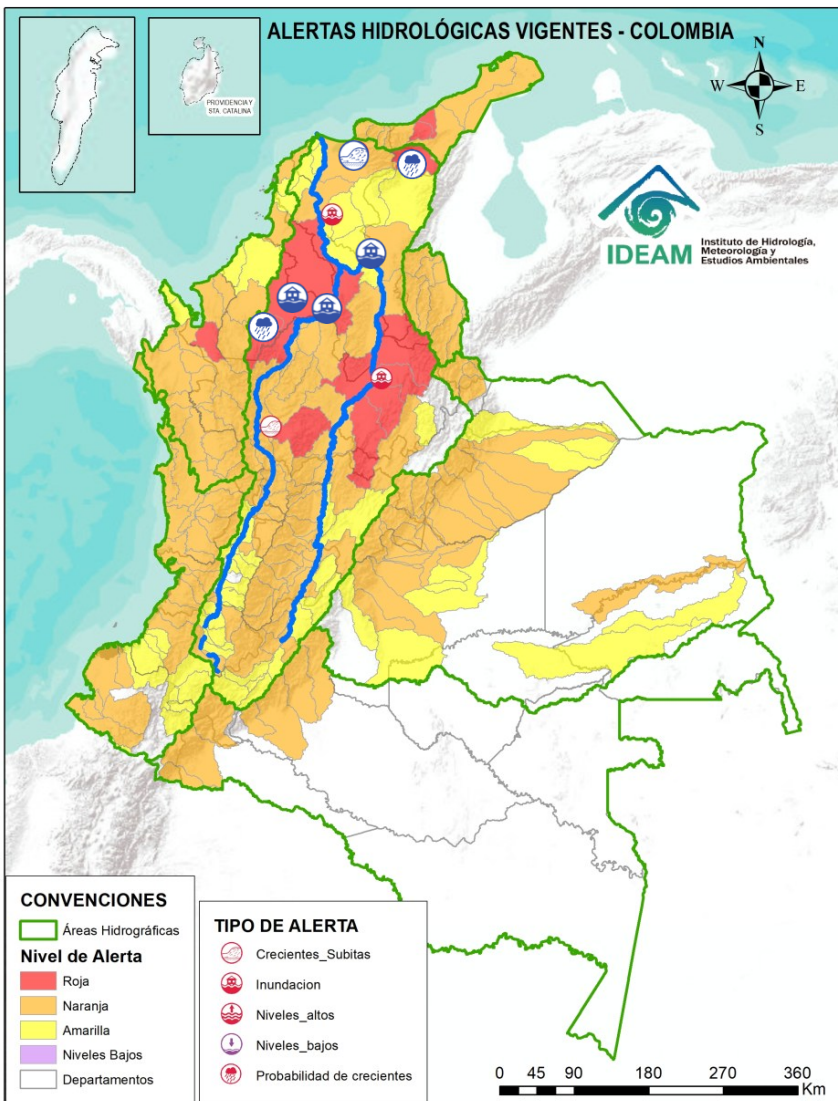 ALERTAS HIDROLÓGICAS VIGENTES - COLOMBIA
PROVIDENCIA Y
STA. CATALINA
N
W E
S
IDEAM
Instituto de Hidrología,
Meteorología y
Estudios Ambientales
CONVENCIONES
Áreas Hidrográficas
Nivel de Alerta
Roja
Naranja
Amarilla
Niveles Bajos
Departamentos
TIPO DE ALERTA
Crecientes_Subitas
Inundacion
Niveles_altos
Niveles_bajos
Probabilidad de crecientes
0 45 90 180 270 360
Km